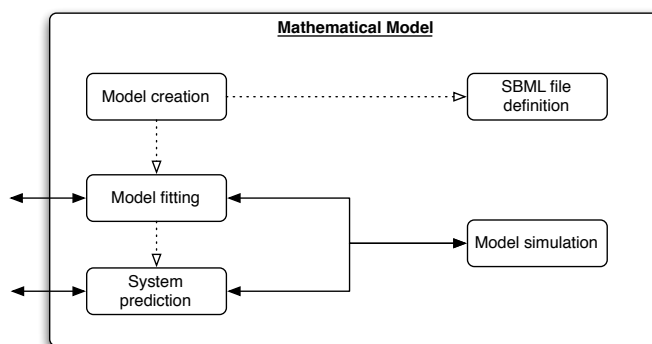 Mathematical Model
Model creation
SBML file
definition
Model fitting
Model simulation
System
prediction